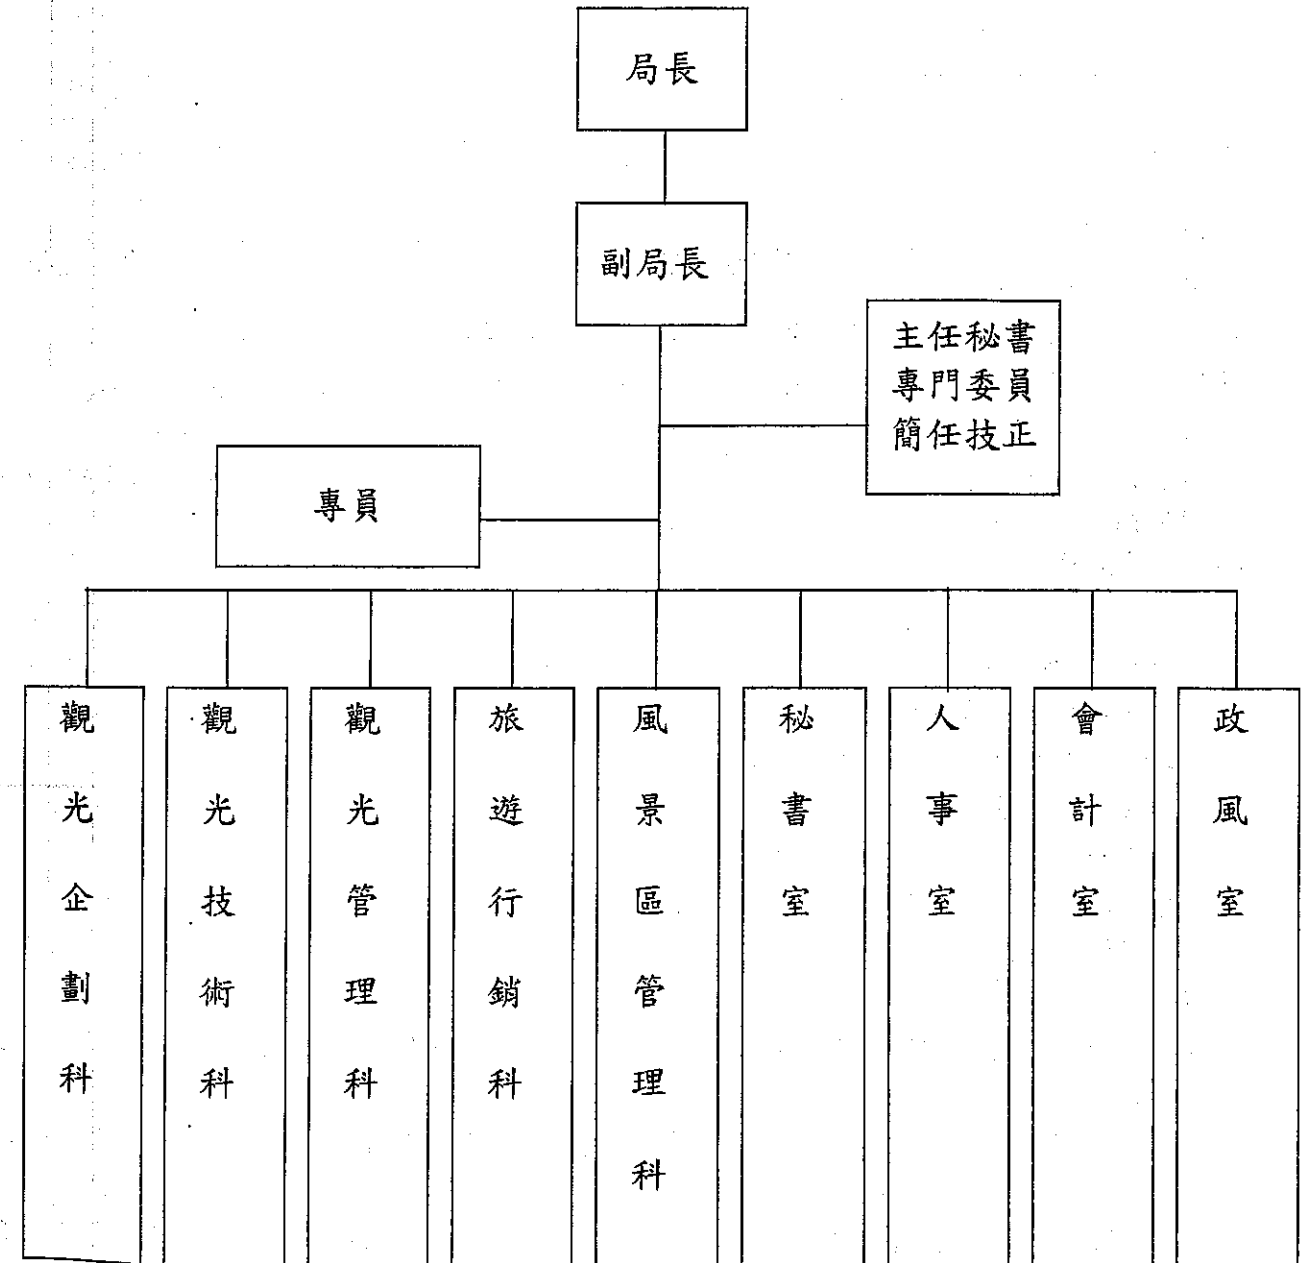 局長
副局長
主任秘書
專門委員
簡任技正
專員
觀光企劃科
觀光技術科
觀光管理科
旅遊行銷科
風景區管理科
秘書室
人事室
會計室
政風室